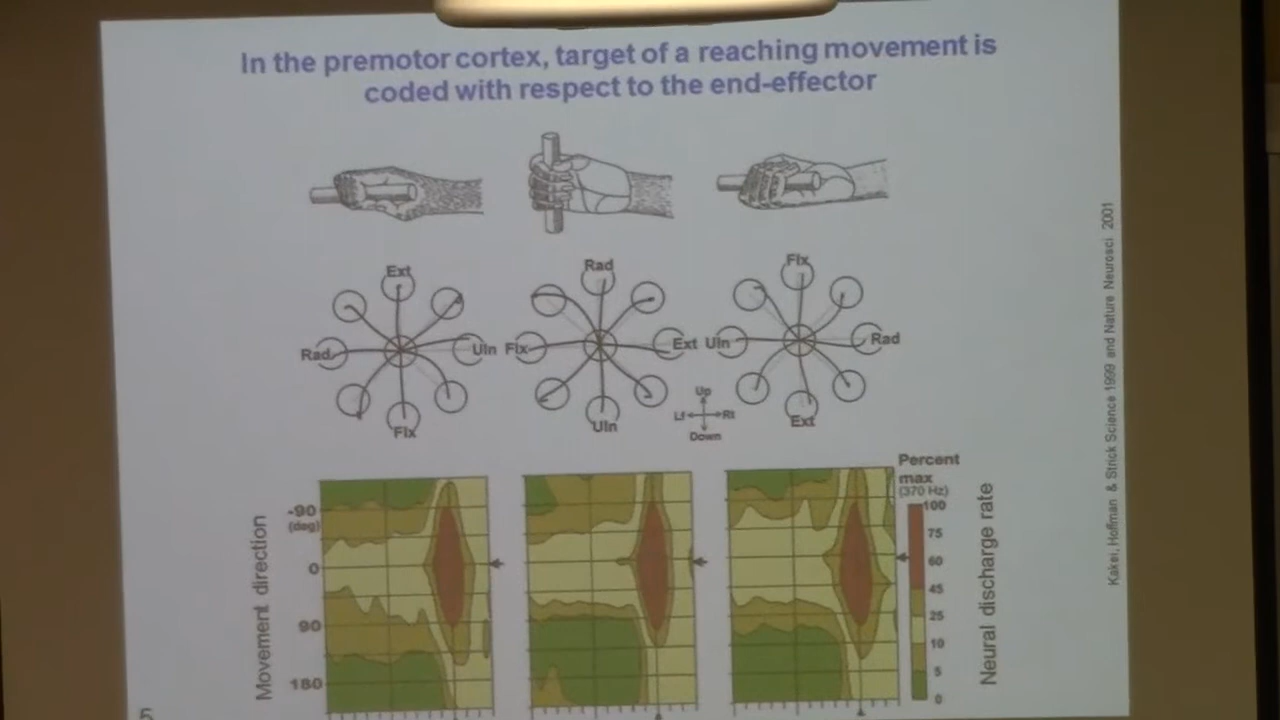 In the premotor cortex, target of a reaching movement is
coded with respect to the end-effector
Ext
Rad
Uln
Flx
Rad
Flx
Ext
Uln
Flx
Uln
Rad
Ext
Up
Lf
Rt
Down
Movement direction
-90
(deg)
0
90
180
Percent
max
(370 Hz)
100
75
60
45
25
10
5
0
Neural discharge rate
Kakei, Hoffman & Strick Science 1999 and Nature Neurosci 2001
5